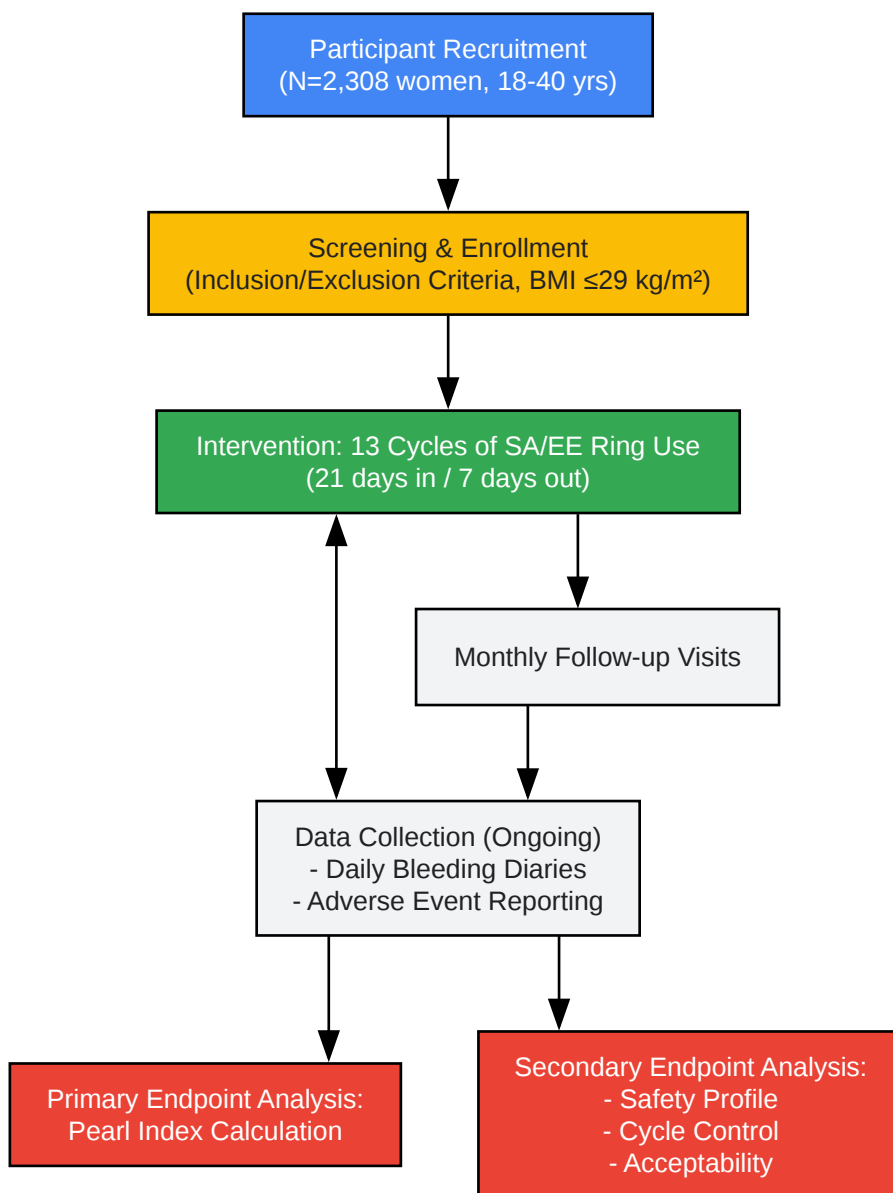 Participant Recruitment
(N=2,308 women, 18-40 yrs)
Screening & Enrollment
(Inclusion/Exclusion Criteria, BMI ≤29 kg/m²)
Intervention: 13 Cycles of SA/EE Ring Use
(21 days in / 7 days out)
Monthly Follow-up Visits
Data Collection (Ongoing)
- Daily Bleeding Diaries
- Adverse Event Reporting
Primary Endpoint Analysis:
Pearl Index Calculation
Secondary Endpoint Analysis:
- Safety Profile
- Cycle Control
- Acceptability